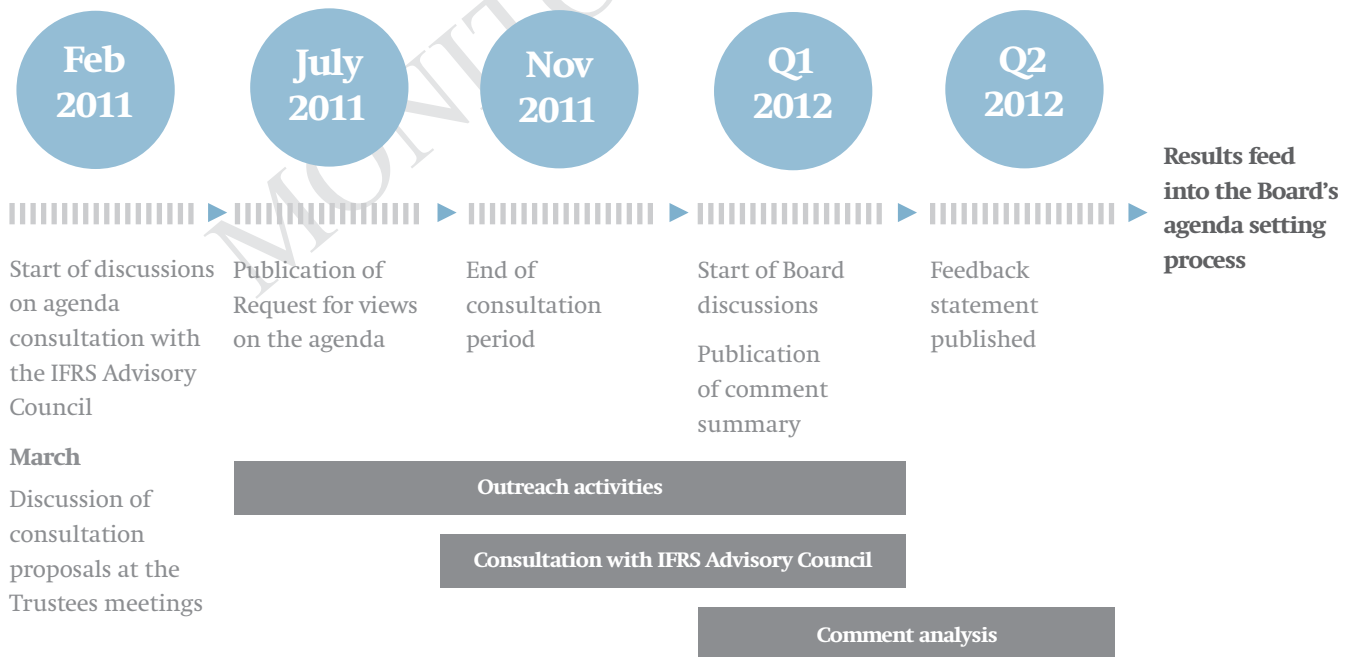 Feb
2011
July
2011
Nov
2011
Q1
2012
Q2
2012
Results feed
into the Board's
agenda setting
process
Start of discussions
on agenda
consultation with
the IFRS Advisory
Council
March
Discussion of
consultation
proposals at the
Trustees meetings
Publication of
Request for views
on the agenda
End of
consultation
period
Start of Board
discussions
Publication
of comment
summary
Feedback
statement
published
Outreach activities
Consultation with IFRS Advisory Council
Comment analysis